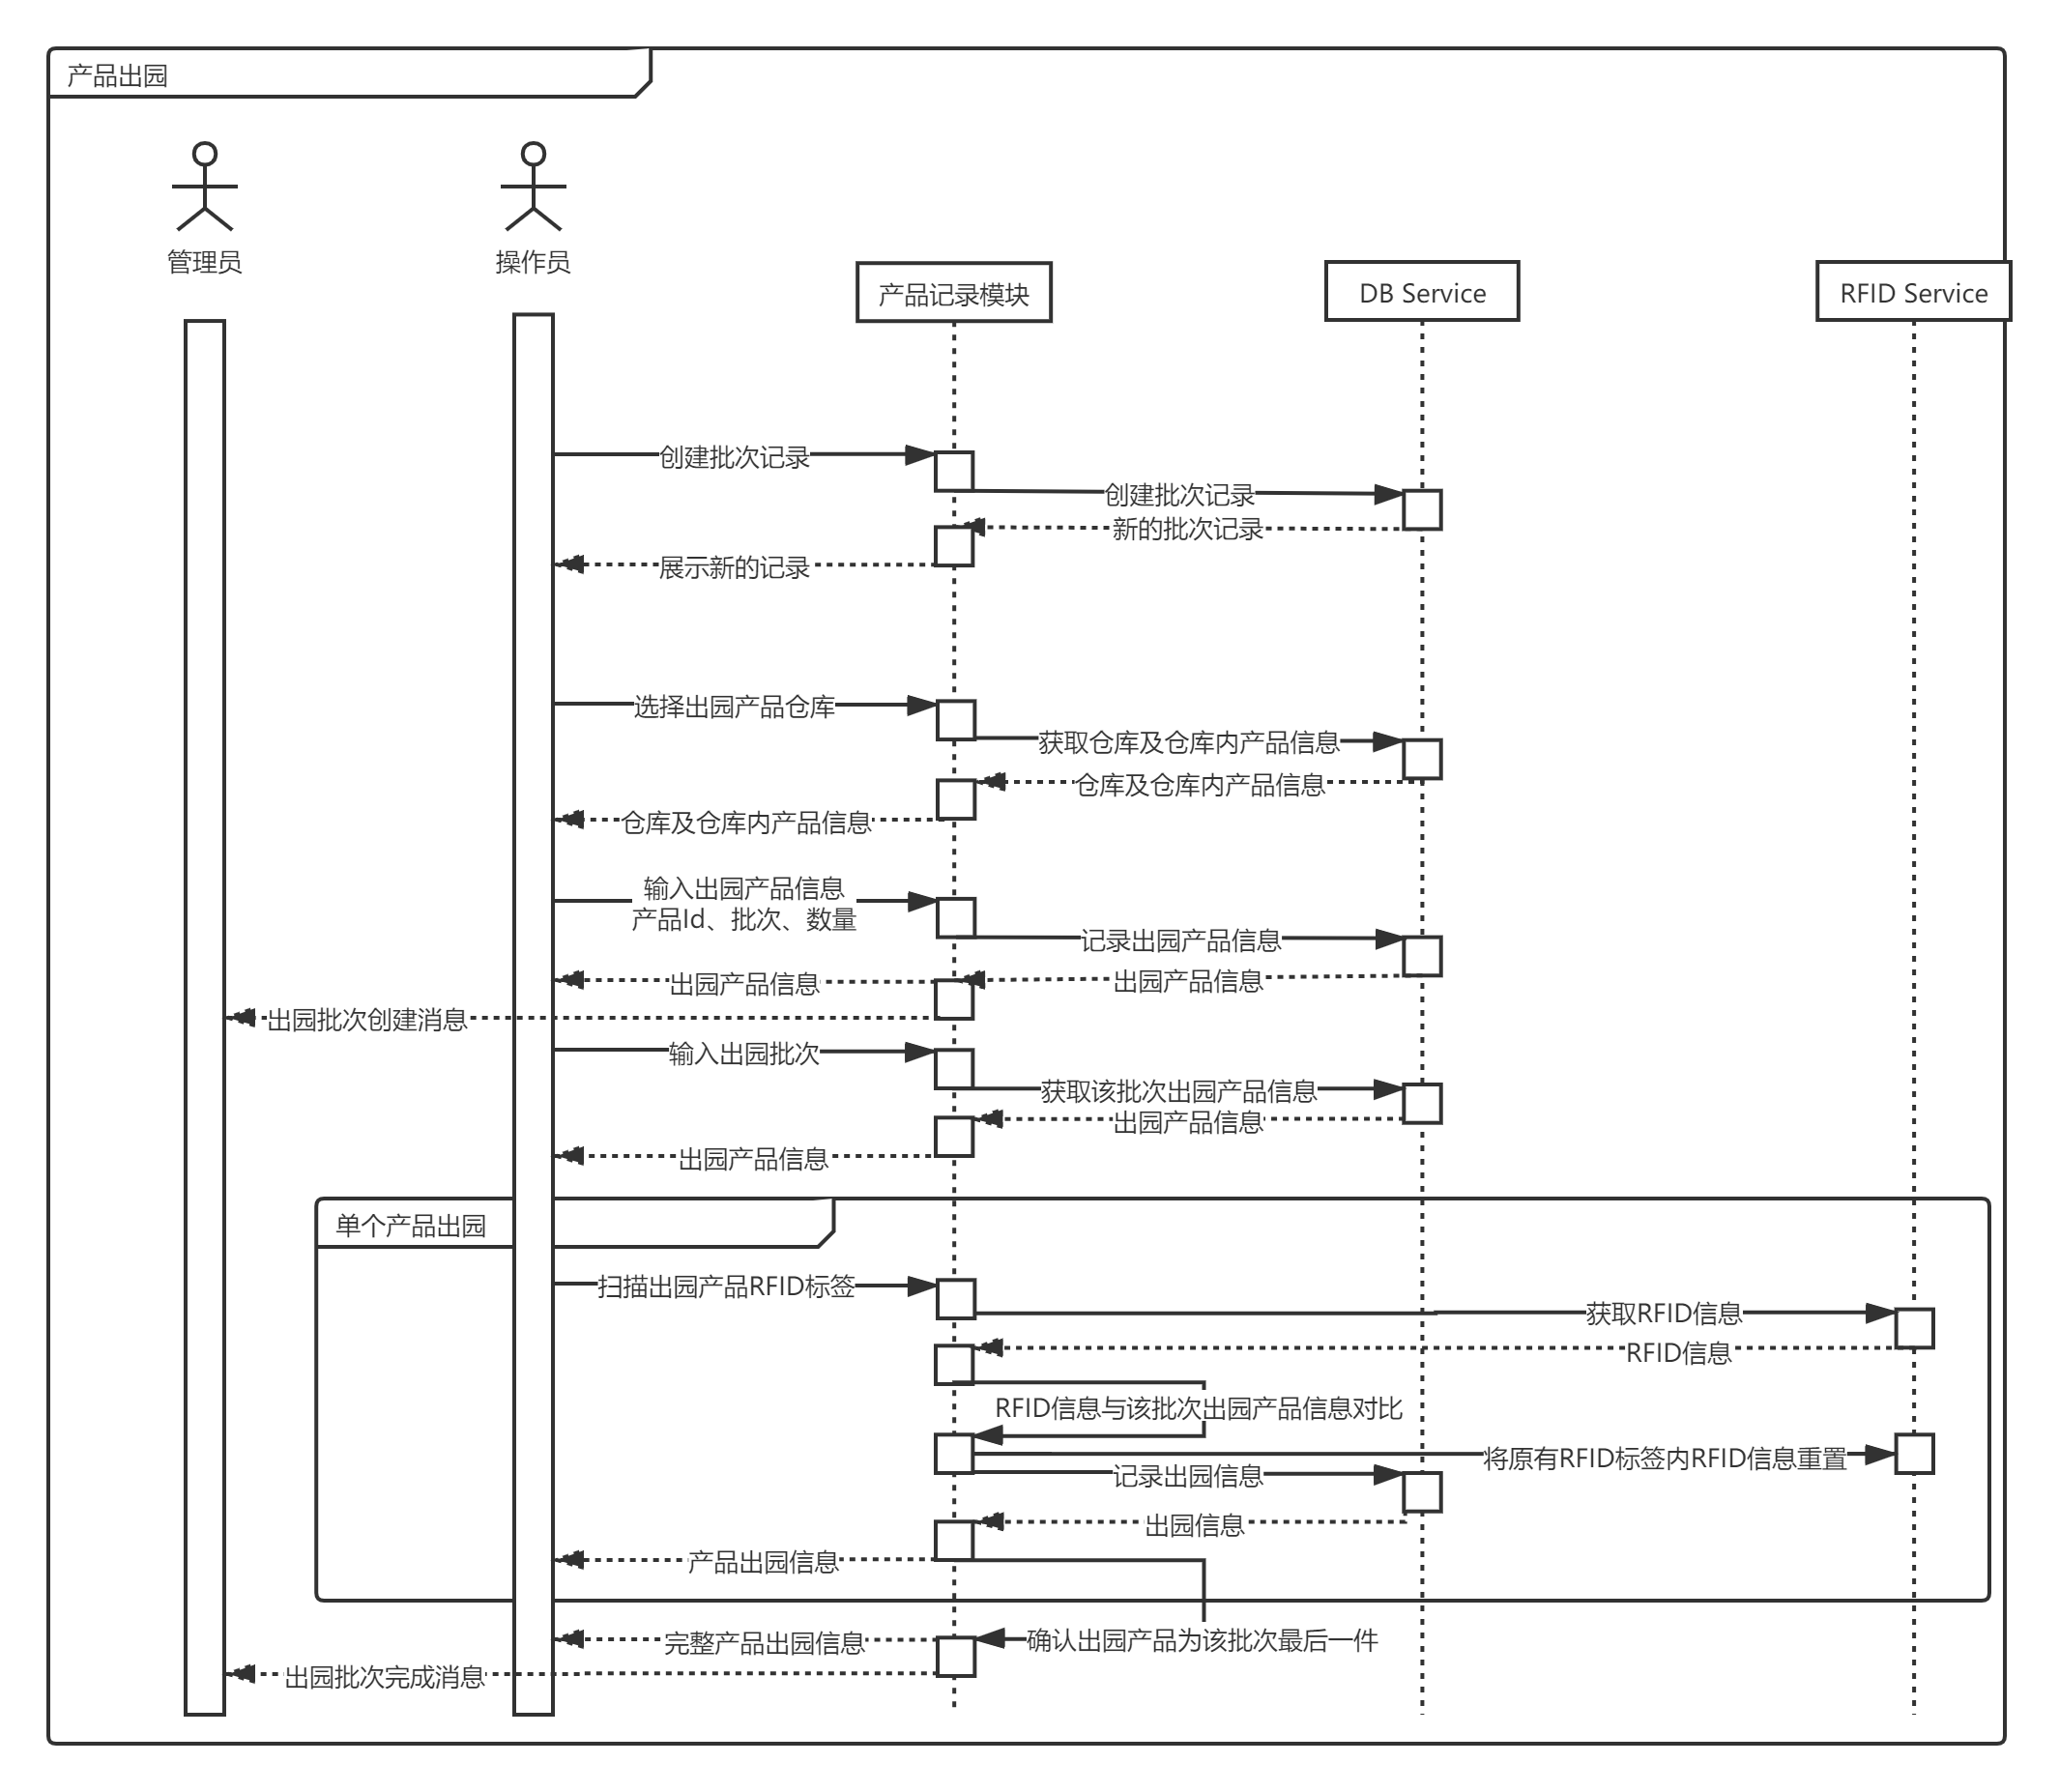 产品出园
管理员
操作员
产品记录模块
DB Service
RFID Service
创建批次记录
创建批次记录
新的批次记录
展示新的记录
选择出园产品仓库
获取仓库及仓库内产品信息
仓库及仓库内产品信息
仓库及仓库内产品信息
输入出园产品信息
产品Id、批次、数量
记录出园产品信息
出园产品信息
出园产品信息
出园批次创建消息
输入出园批次
获取该批次出园产品信息
出园产品信息
出园产品信息
单个产品出园
扫描出园产品RFID标签
获取RFID信息
RFID信息
RFID信息与该批次出园产品信息对比
将原有RFID标签内RFID信息重置
记录出园信息
出园信息
产品出园信息
确认出园产品为该批次最后一件
完整产品出园信息
出园批次完成消息